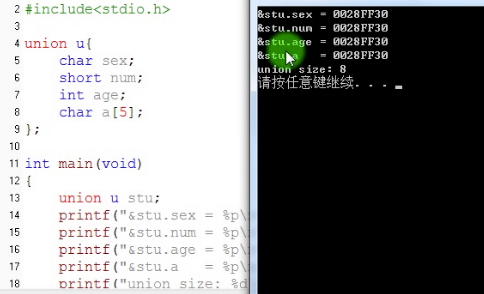 2 #include<stdio.h>
3
4 union u{
5 char sex;
6 short num;
7 int age;
8 char a[5];
9 };
10
11 int main(void)
12 {
13 union u stu;
14 printf("&stu.sex = %p\
15 printf("&stu.num = %p\
16 printf("&stu.age = %p\
17 printf("&stu.a = %p\
18 printf("union size: %d
&stu.sex = 0028FF30
&stu.num = 0028FF30
&stu.age = 0028FF30
&stu.a = 0028FF30
union size: 8
请按任意键继续. . .